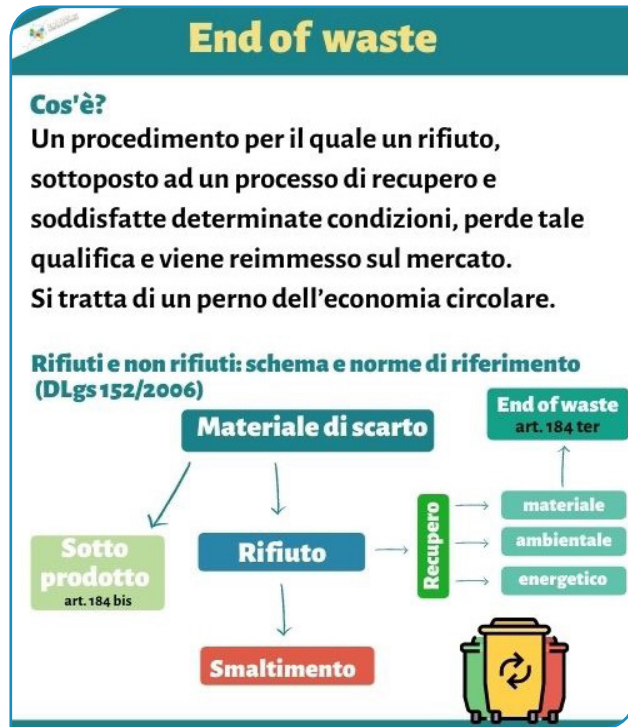 End of waste
Cos'è?
Un procedimento per il quale un rifiuto,
sottoposto ad un processo di recupero e
soddisfatte determinate condizioni, perde tale
qualifica e viene reimmesso sul mercato.
Si tratta di un perno dell'economia circolare.
Rifiuti e non rifiuti: schema e norme di riferimento
(DLgs 152/2006)
End of waste
art. 184 ter
Materiale di scarto
Sotto
prodotto
art. 184 bis
Rifiuto
Recupero
materiale
ambientale
energetico
Smaltimento